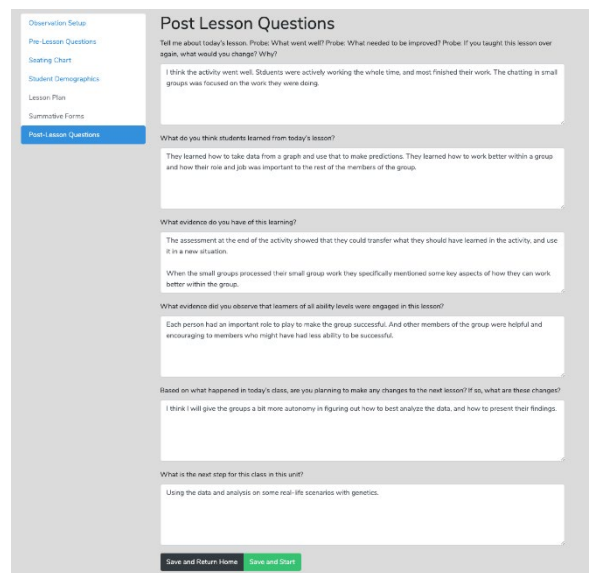 Observation Setup
Pre-Lesson Questions
Seating Chart
Student Demographics
Lesson Plan
Summative Forms
Post-Lesson Questions
Post Lesson Questions
Tell me about today's lesson. Probe: What went well? Probe: What needed to be improved? Probe: If you taught this lesson over
again, what would you change? Why?
I think the activity went well. Stduents were actively working the whole time, and most finished their work. The chatting in small
groups was focused on the work they were doing.
What do you think students learned from today's lesson?
They learned how to take data from a graph and use that to make predictions. They learned how to work better within a group
and how their role and job was important to the rest of the members of the group.
What evidence do you have of this learning?
The assessment at the end of the activity showed that they could transfer what they should have learned in the activity, and use
it in a new situation.
When the small groups processed their small group work they specifically mentioned some key aspects of how they can work
better within the group.
What evidence did you observe that learners of all ability levels were engaged in this lesson?
Each person had an important role to play to make the group successful. And other members of the group were helpful and
encouraging to members who might have had less ability to be successful.
Based on what happened in today's class, are you planning to make any changes to the next lesson? If so, what are these changes?
I think I will give the groups a bit more autonomy in figuring out how to best analyze the data, and how to present their findings.
What is the next step for this class in this unit?
Using the data and analysis on some real-life scenarios with genetics.
Save and Return Home
Save and Start